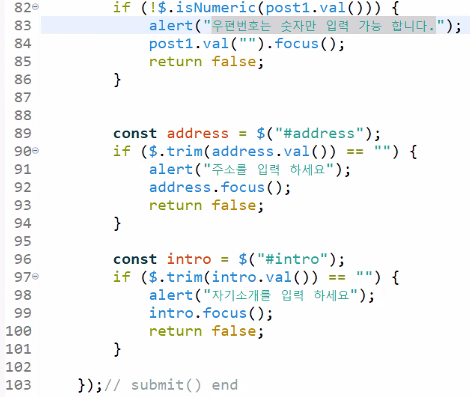 82 if (!$.isNumeric(post1.val())) {
83 alert("우편번호는 숫자만 입력 가능 합니다.");
84 post1.val("").focus();
85 return false;
86 }
87
88
89 const address = $("#address");
90 if ($.trim(address.val()) == "") {
91 alert("주소를 입력 하세요");
92 address.focus();
93 return false;
94 }
95
96 const intro = $("#intro");
97 if ($.trim(intro.val()) == "") {
98 alert("자기소개를 입력 하세요");
99 intro.focus();
100 return false;
101 }
102
103 });// submit() end